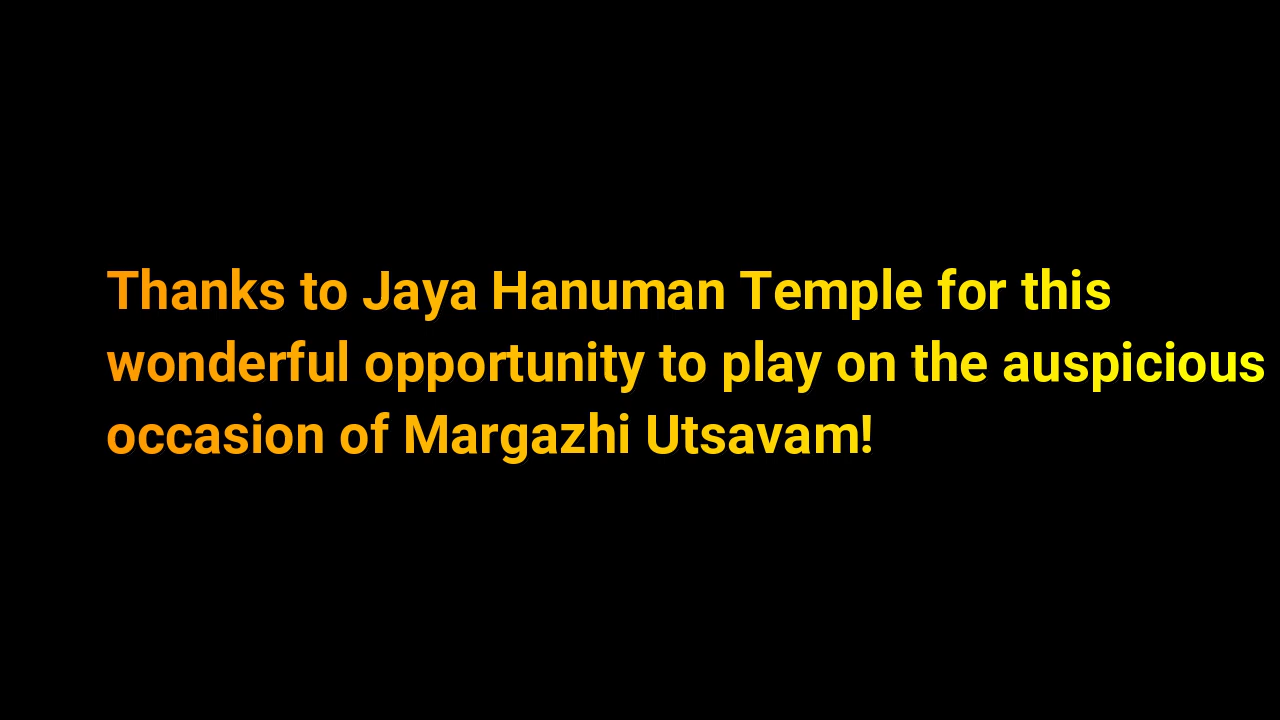 Thanks to Jaya Hanuman Temple for this
wonderful opportunity to play on the auspicious
occasion of Margazhi Utsavam!